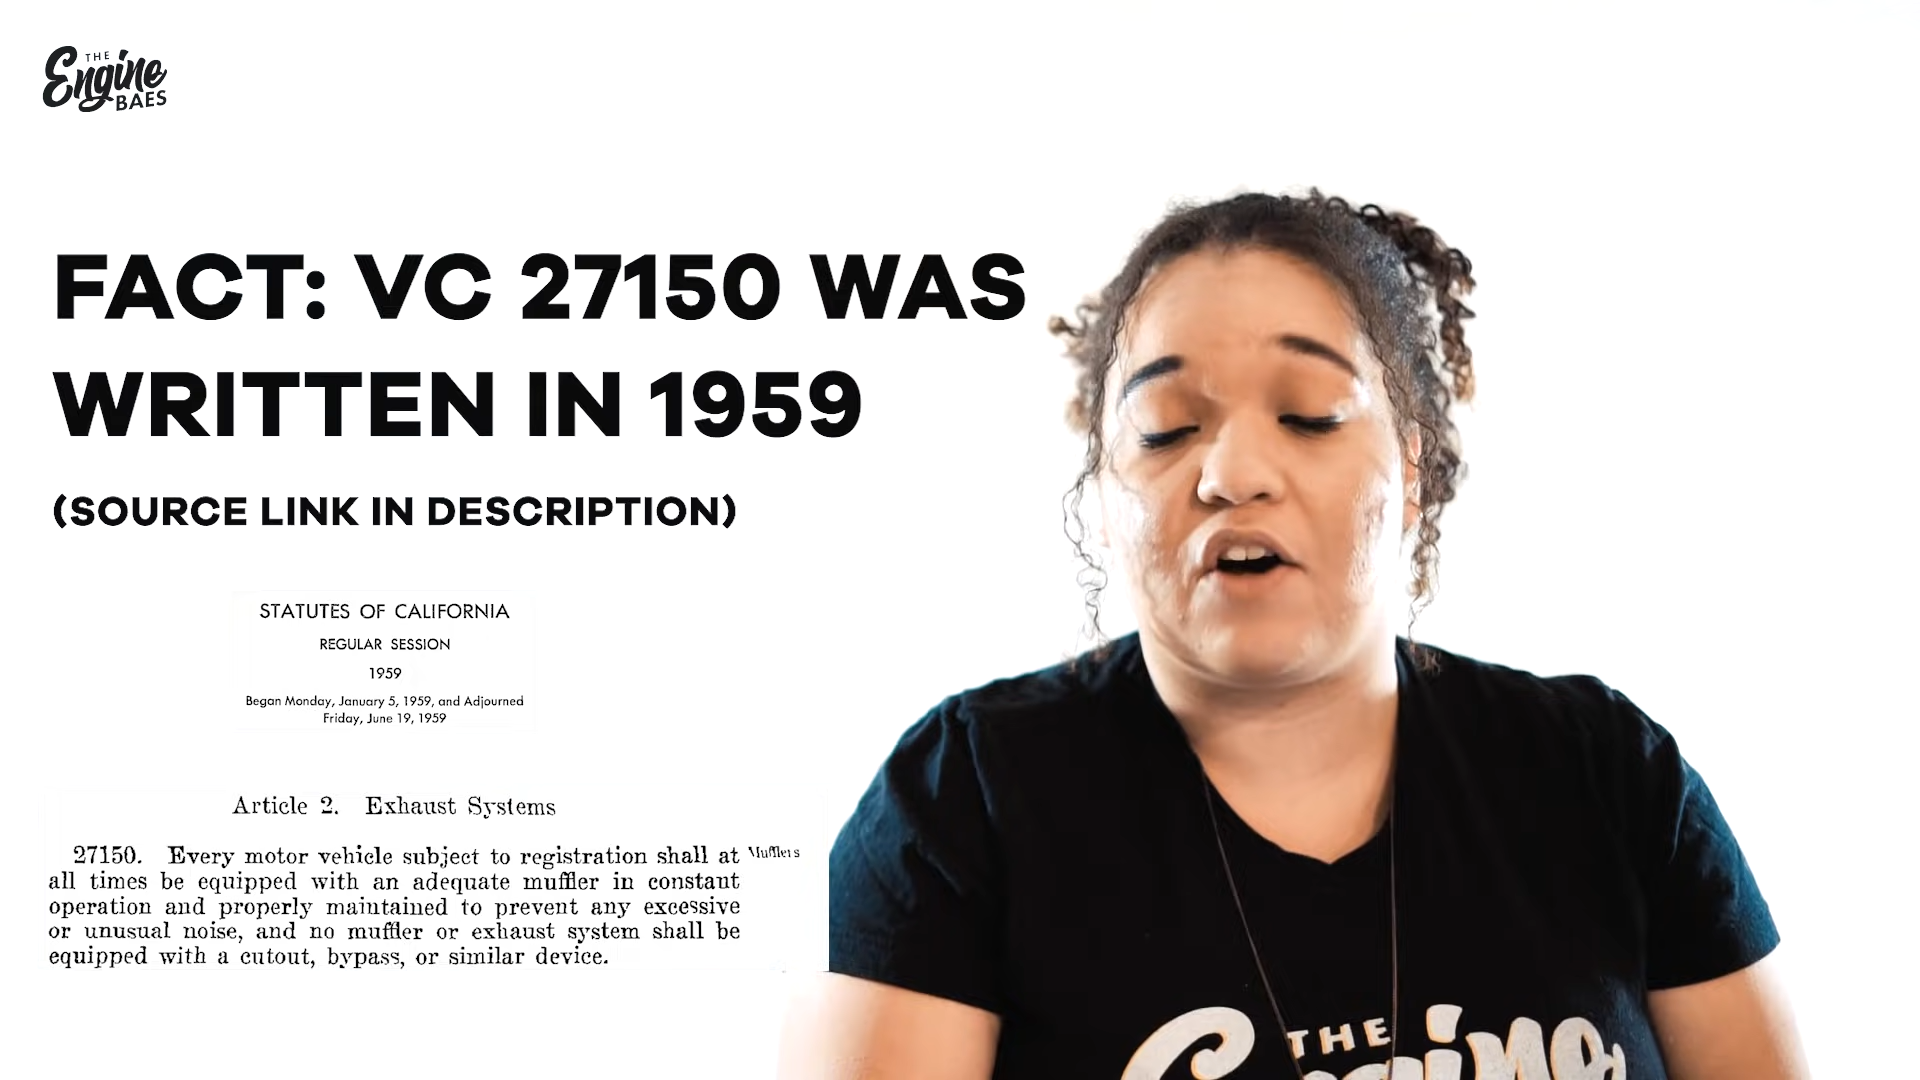 THE
Engine
BAES
FACT: VC 27150 WAS
WRITTEN IN 1959
(SOURCE LINK IN DESCRIPTION)
STATUTES OF CALIFORNIA
REGULAR SESSION
1959
Began Monday, January 5, 1959, and Adjourned
Friday, June 19, 1959
Article 2. Exhaust Systems
27150. Every motor vehicle subject to registration shall at Mufflers
all times be equipped with an adequate muffler in constant
operation and properly maintained to prevent any excessive
or unusual noise, and no muffler or exhaust system shall be
equipped with a cutout, bypass, or similar device.
THE
Engine